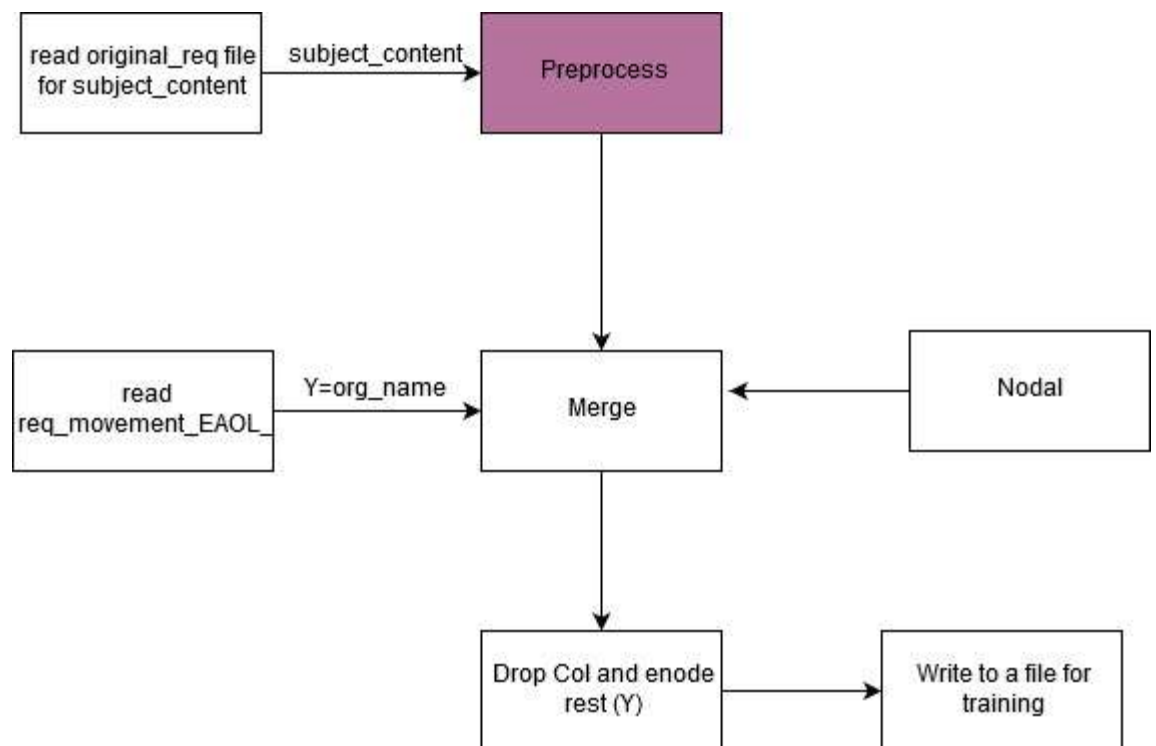 read original_req file
for subject_content
subject_content
Preprocess
read
req_movement_EAOL_
Y=org_name
Merge
Nodal
Drop Col and enode
rest (Y)
Write to a file for
training